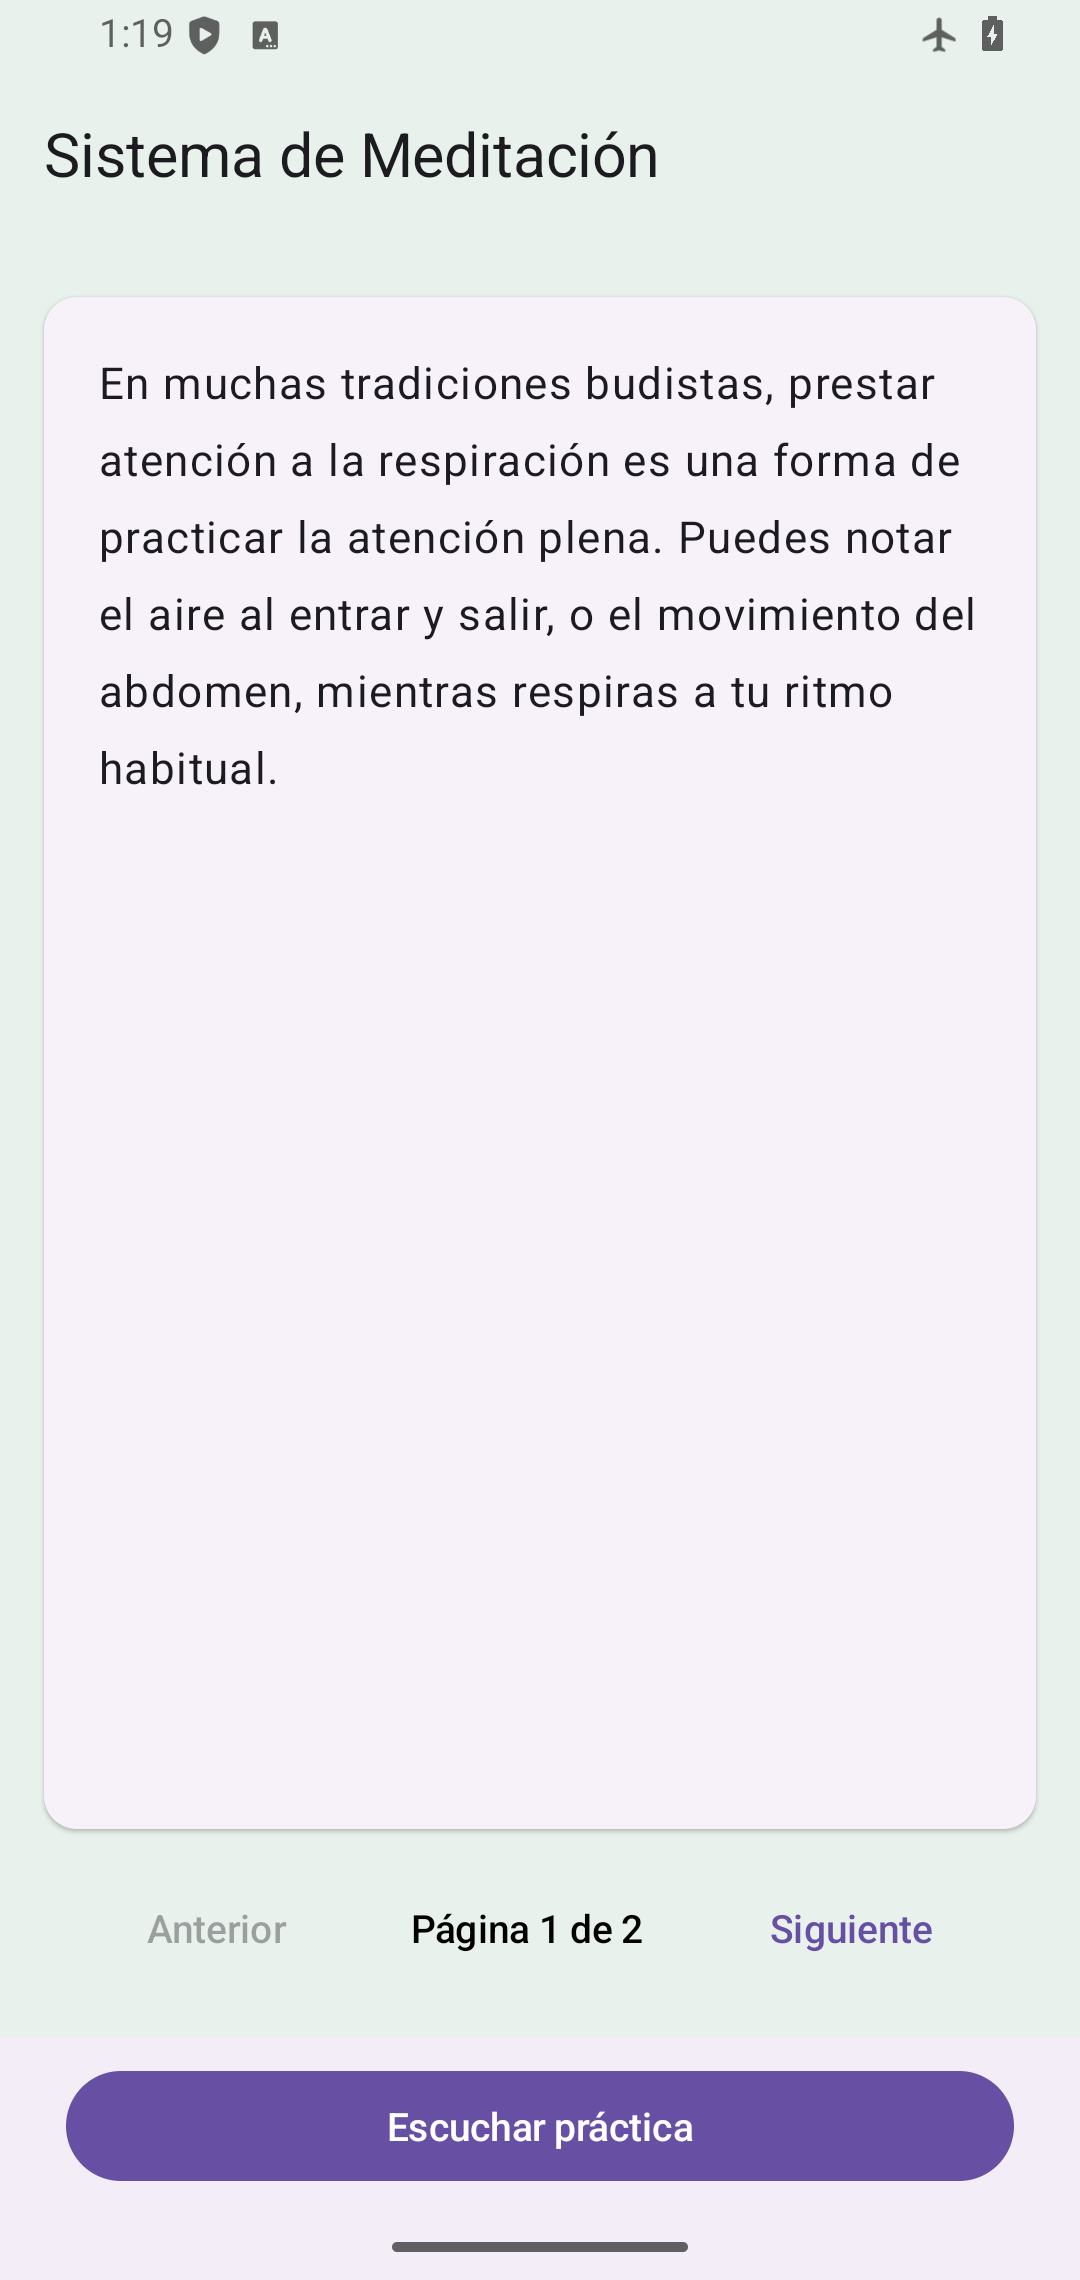 1:19
Sistema de Meditación
En muchas tradiciones budistas, prestar
atención a la respiración es una forma de
practicar la atención plena. Puedes notar
el aire al entrar y salir, o el movimiento del
abdomen, mientras respiras a tu ritmo
habitual.
Anterior Página 1 de 2 Siguiente
Escuchar práctica